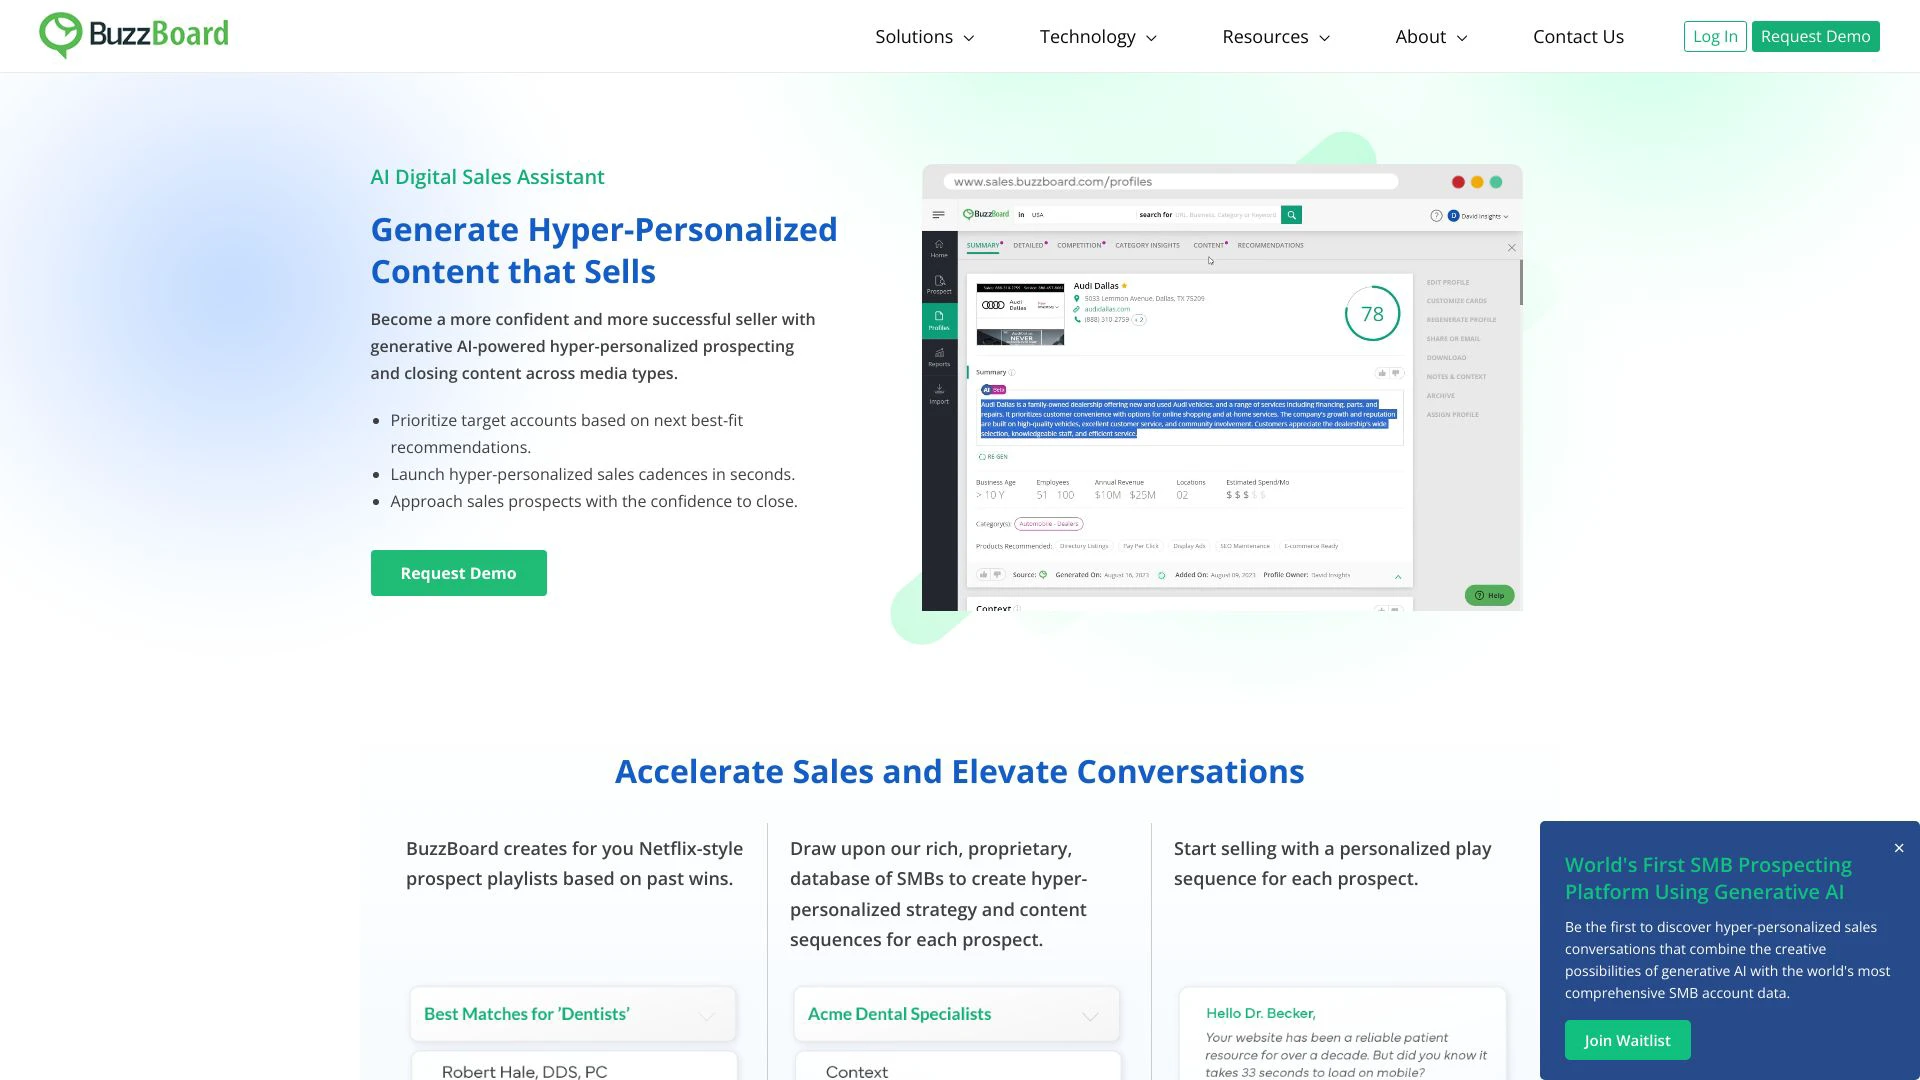 BuzzBoard
Solutions
Technology
Resources
About
Contact Us
Log In
Request Demo
AI Digital Sales Assistant
Generate Hyper-Personalized
Content that Sells
Become a more confident and more successful seller with
generative AI-powered hyper-personalized prospecting
and closing content across media types.
Prioritize target accounts based on next best-fit
recommendations.
Launch hyper-personalized sales cadences in seconds.
Approach sales prospects with the confidence to close.
Request Demo
www.sales.buzzboard.com/profiles
BuzzBoard in USA search for URL, Business, Category or Keyword
? D David Insights
Home
Prospect
Profiles
Reports
Import
SUMMARY DETAILED COMPETITION CATEGORY INSIGHTS CONTENT RECOMMENDATIONS
Audi Dallas
5033 Lemmon Avenue, Dallas, TX 75209
audidallas.com
(888) 310-2759 + 2
78
Audi
Dallas
NEVER
EDIT PROFILE
CUSTOMIZE CARDS
REGENERATE PROFILE
SHARE OR EMAIL
DOWNLOAD
NOTES & CONTEXT
ARCHIVE
ASSIGN PROFILE
Summary
AI Beta
Audi Dallas is a family-owned dealership offering new and used Audi vehicles, and a range of services including financing, parts, and
repairs. It prioritizes customer convenience with options for online shopping and at-home services. The company's growth and reputation
are built on high-quality vehicles, excellent customer service, and community involvement. Customers appreciate the dealership's wide
selection, knowledgeable staff, and efficient service.
RE GEN
Business Age Employees Annual Revenue Locations Estimated Spend/Mo
> 10 Y 51 100 $10M $25M 02 $ $ $ $ $
Category(s): Automobile - Dealers
Products Recommended: Directory Listings Pay Per Click Display Ads SEO Maintenance E-commerce Ready
Source: Generated On: August 16, 2023 Added On: August 09, 2023 Profile Owner: David Insights
Context
Help
Accelerate Sales and Elevate Conversations
BuzzBoard creates for you Netflix-style
prospect playlists based on past wins.
Best Matches for 'Dentists'
Robert Hale, DDS, PC
Draw upon our rich, proprietary,
database of SMBs to create hyper-
personalized strategy and content
sequences for each prospect.
Acme Dental Specialists
Context
Start selling with a personalized play
sequence for each prospect.
Hello Dr. Becker,
Your website has been a reliable patient
resource for over a decade. But did you know it
takes 33 seconds to load on mobile?
World's First SMB Prospecting
Platform Using Generative AI
Be the first to discover hyper-personalized sales
conversations that combine the creative
possibilities of generative AI with the world's most
comprehensive SMB account data.
Join Waitlist